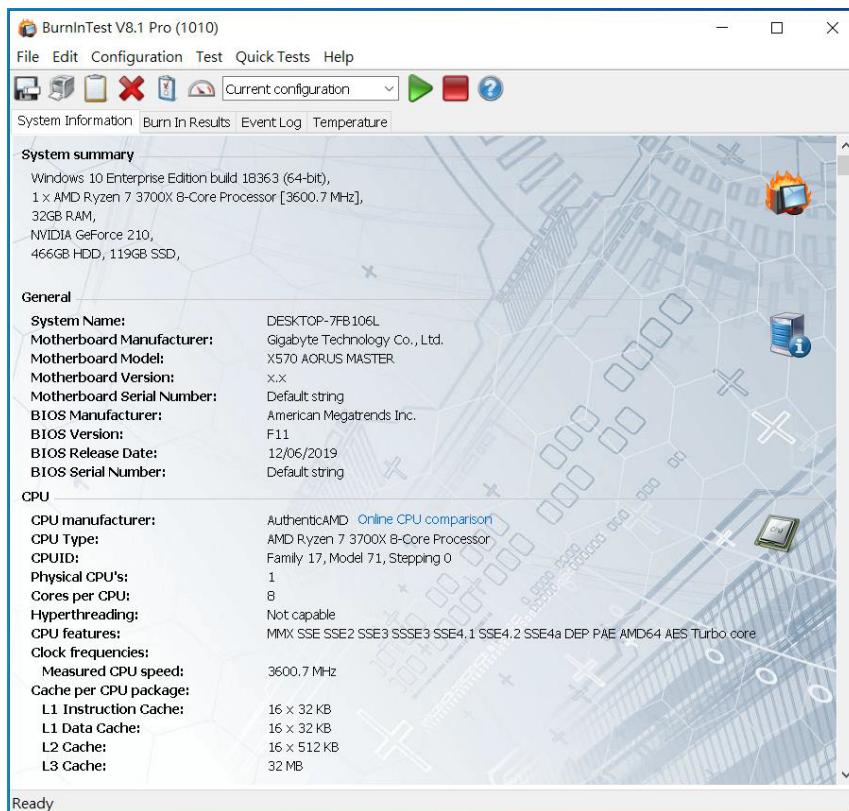 BurnInTest V8.1 Pro (1010)
File Edit Configuration Test Quick Tests Help
Current configuration
System Information Burn In Results Event Log Temperature
System summary
Windows 10 Enterprise Edition build 18363 (64-bit),
1 x AMD Ryzen 7 3700X 8-Core Processor [3600.7 MHz],
32GB RAM,
NVIDIA GeForce 210,
466GB HDD, 119GB SSD,
General
System Name: DESKTOP-7FB106L
Motherboard Manufacturer: Gigabyte Technology Co., Ltd.
Motherboard Model: X570 AORUS MASTER
Motherboard Version: x.x
Motherboard Serial Number: Default string
BIOS Manufacturer: American Megatrends Inc.
BIOS Version: F11
BIOS Release Date: 12/06/2019
BIOS Serial Number: Default string
CPU
CPU manufacturer: AuthenticAMD Online CPU comparison
CPU Type: AMD Ryzen 7 3700X 8-Core Processor
CPUID: Family 17, Model 71, Stepping 0
Physical CPU's: 1
Cores per CPU: 8
Hyperthreading: Not capable
CPU features: MMX SSE SSE2 SSE3 SSSE3 SSE4.1 SSE4.2 SSE4a DEP PAE AMD64 AES Turbo core
Clock frequencies:
Measured CPU speed: 3600.7 MHz
Cache per CPU package:
L1 Instruction Cache: 16 x 32 KB
L1 Data Cache: 16 x 32 KB
L2 Cache: 16 x 512 KB
L3 Cache: 32 MB
Ready